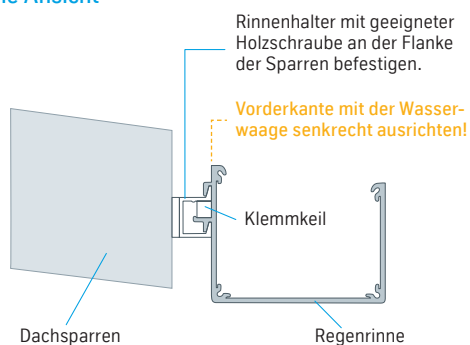 Ansicht
Rinnenhalter mit geeigneter
Holzschraube an der Flanke
der Sparren befestigen.
Vorderkante mit der Wasser-
waage senkrecht ausrichten!
Klemmkeil
Dachsparren
Regenrinne